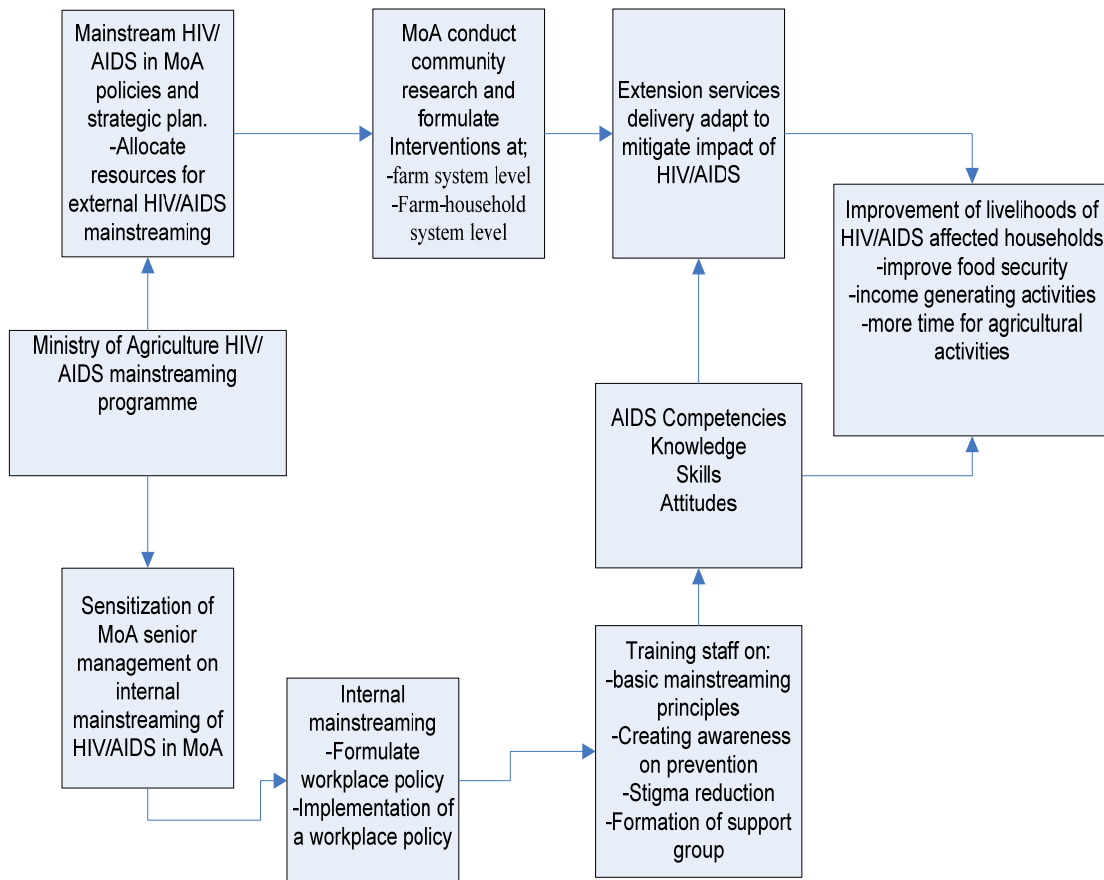 Mainstream HIV/
AIDS in MoA
policies and
strategic plan.
-Allocate
resources for
external HIV/AIDS
mainstreaming
MoA conduct
community
research and
formulate
Interventions at;
-farm system level
-Farm-household
system level
Extension services
delivery adapt to
mitigate impact of
HIV/AIDS
Improvement of livelihoods of
HIV/AIDS affected households
-improve food security
-income generating activities
-more time for agricultural
activities
Ministry of Agriculture HIV/
AIDS mainstreaming
programme
AIDS Competencies
Knowledge
Skills
Attitudes
Sensitization of
MoA senior
management on
internal
mainstreaming of
HIV/AIDS in MoA
Internal
mainstreaming
-Formulate
workplace policy
-Implementation of
a workplace policy
Training staff on:
-basic mainstreaming
principles
-Creating awareness
on prevention
-Stigma reduction
-Formation of support
group